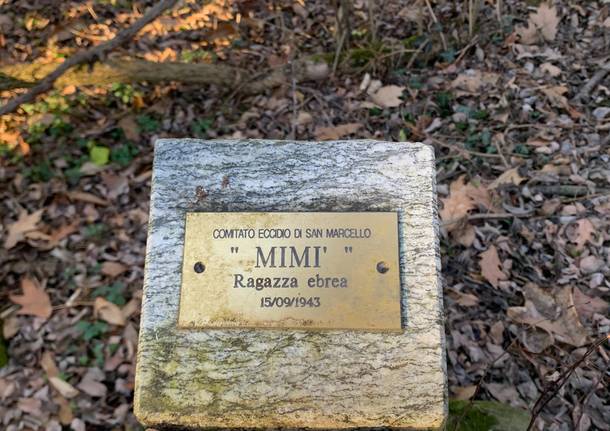 COMITATO ECCIDIO DI SAN MARCELLO
" MIMI' "
Ragazza ebrea
15/09/1943